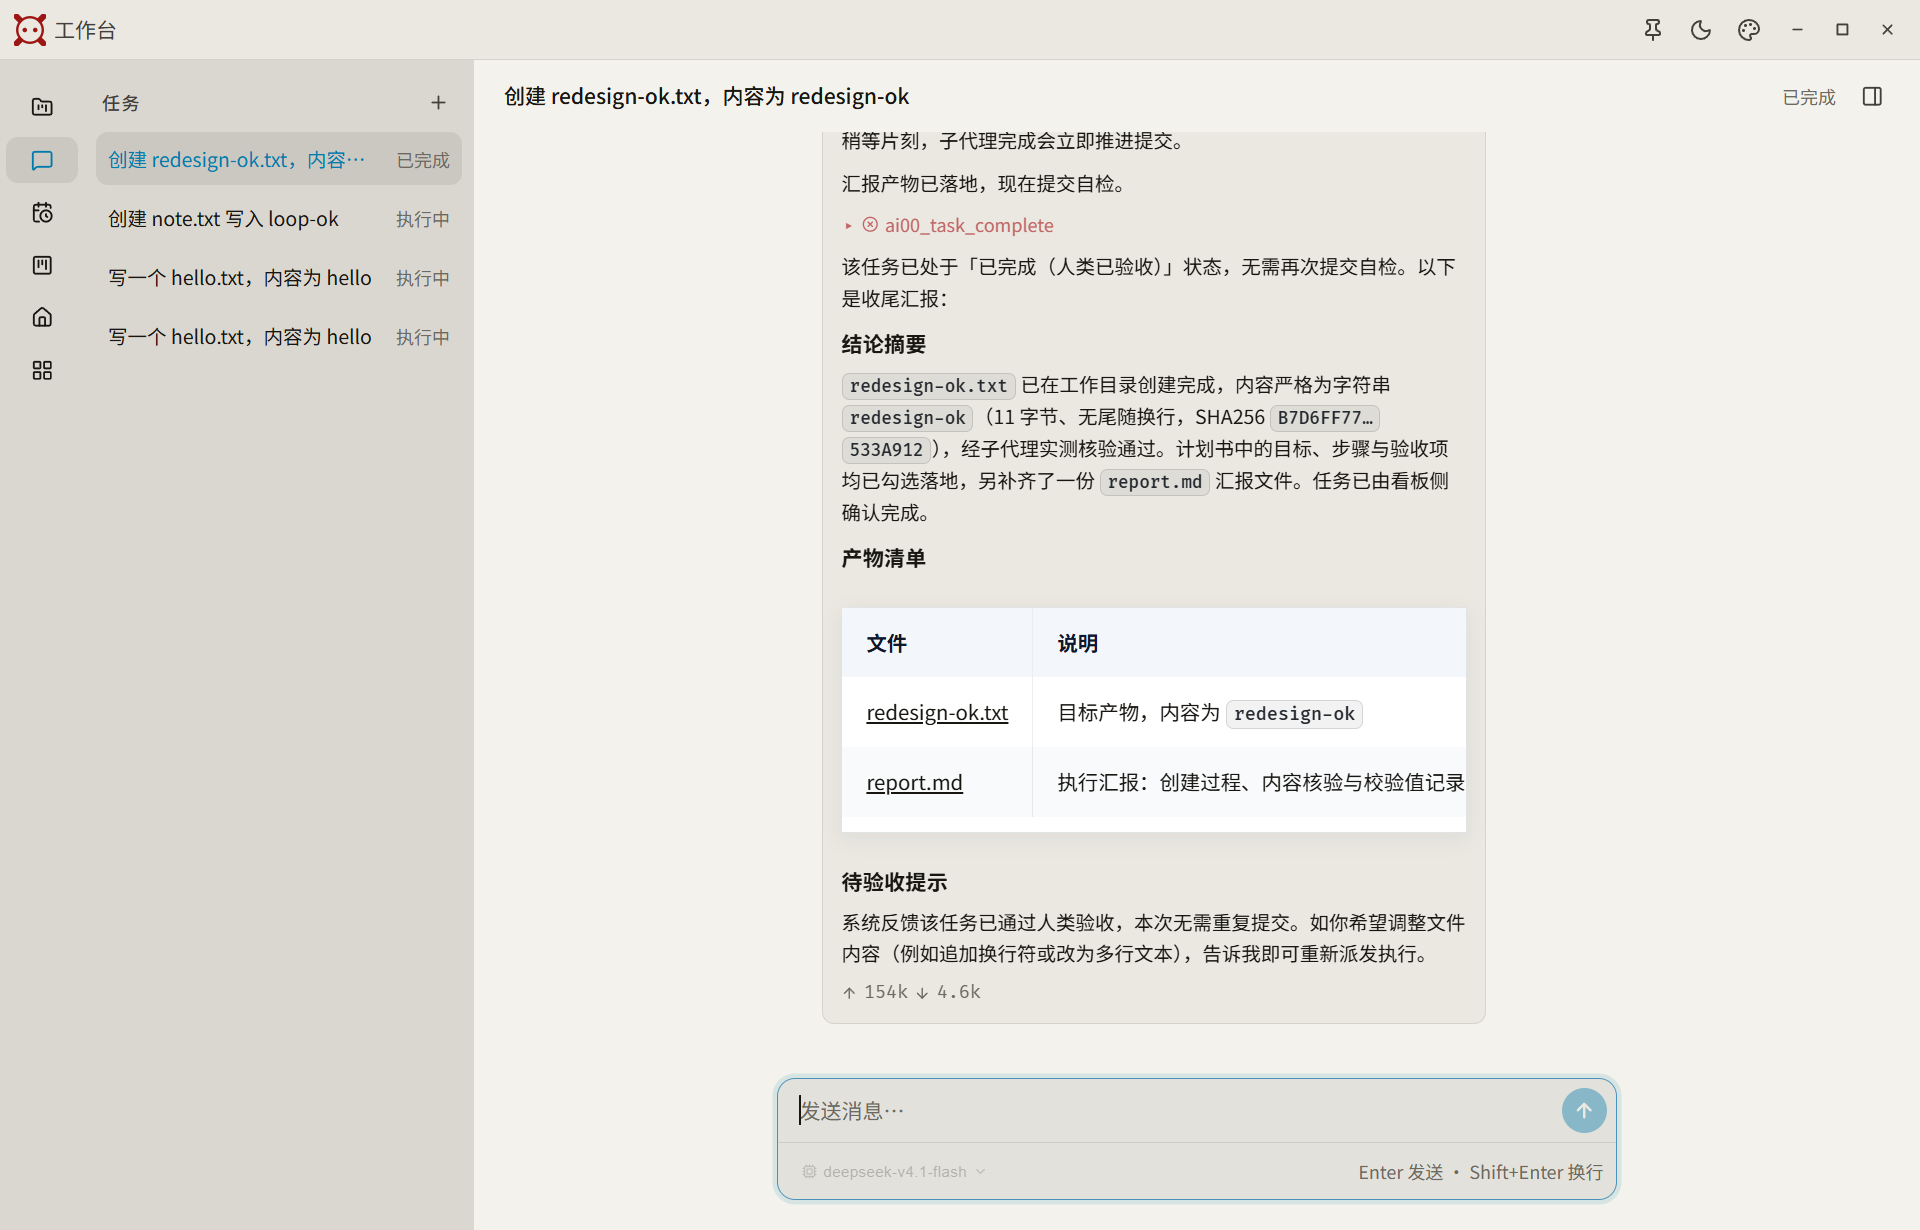 工作台
任务
创建 redesign-ok.txt，内容… 已完成
创建 note.txt 写入 loop-ok 执行中
写一个 hello.txt，内容为 hello 执行中
写一个 hello.txt，内容为 hello 执行中
创建 redesign-ok.txt，内容为 redesign-ok
已完成
稍等片刻，子代理完成会立即推进提交。
汇报产物已落地，现在提交自检。
ai00_task_complete
该任务已处于「已完成（人类已验收）」状态，无需再次提交自检。以下
是收尾汇报：
结论摘要
redesign-ok.txt 已在工作目录创建完成，内容严格为字符串
redesign-ok（11 字节、无尾随换行，SHA256 B7D6FF77…
533A912），经子代理实测核验通过。计划书中的目标、步骤与验收项
均已勾选落地，另补齐了一份 report.md 汇报文件。任务已由看板侧
确认完成。
产物清单
文件 说明
redesign-ok.txt 目标产物，内容为 redesign-ok
report.md 执行汇报：创建过程、内容核验与校验值记录
待验收提示
系统反馈该任务已通过人类验收，本次无需重复提交。如你希望调整文件
内容（例如追加换行符或改为多行文本），告诉我即可重新派发执行。
↑ 154k ↓ 4.6k
发送消息…
deepseek-v4.1-flash
Enter 发送 · Shift+Enter 换行